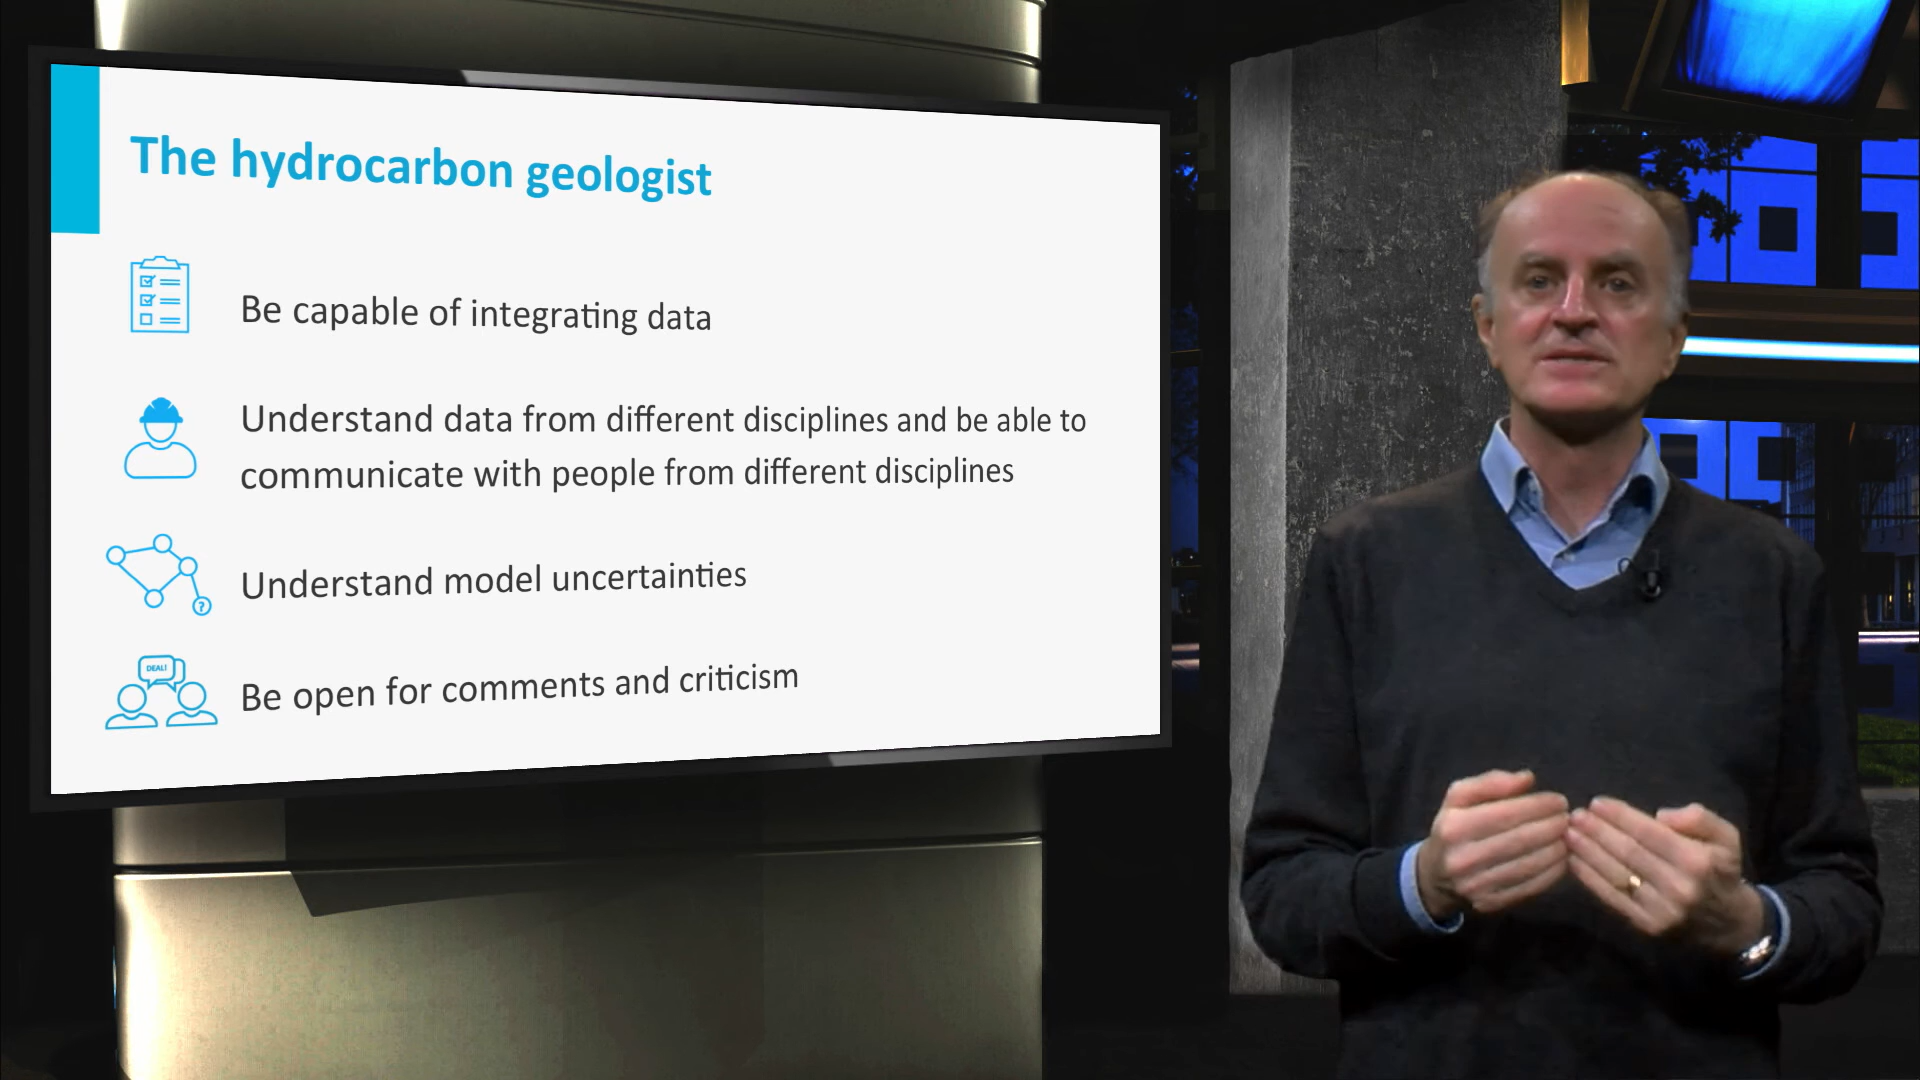 The hydrocarbon geologist
Be capable of integrating data
Understand data from different disciplines and be able to
communicate with people from different disciplines
Understand model uncertainties
?
DEAL!
Be open for comments and criticism